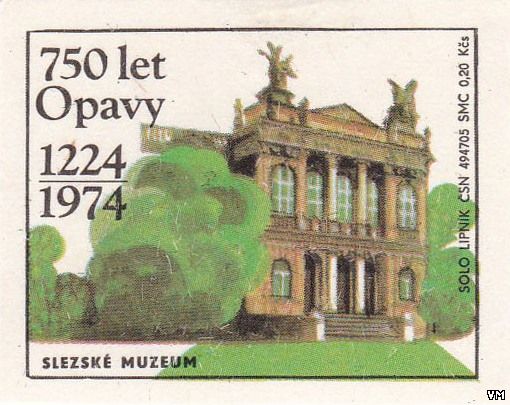 750 let
Opavy
1224
1974
SLEZSKÉ MUZEUM
SOLO LIPNÍK ČSN 494705 SMC 0,20 Kčs
VM